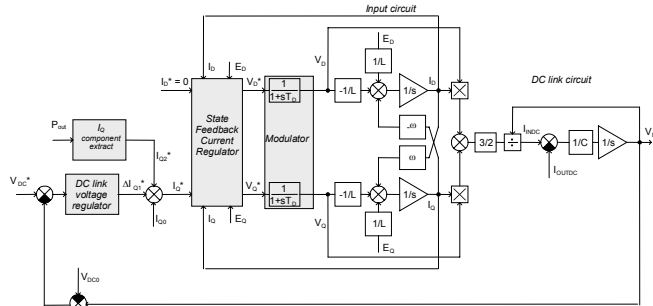 Input circuit
I_D
E_D
V_D
E_D
1/L
I_D* = 0
V_D*
1
1+sT_D
-1/L
1/s
I_D
DC link circuit
P_out
I_Q
component
extract
I_Q2*
State
Feedback
Current
Regulator
Modulator
-ω
ω
3/2
I_INDC
÷
1/C
1/s
I_OUTDC
V_DC*
DC link
voltage
regulator
ΔI_Q1*
I_Q*
I_Q0
V_Q*
1
1+sT_D
-1/L
1/s
I_Q
I_Q
E_Q
V_Q
1/L
E_Q
V_DC0